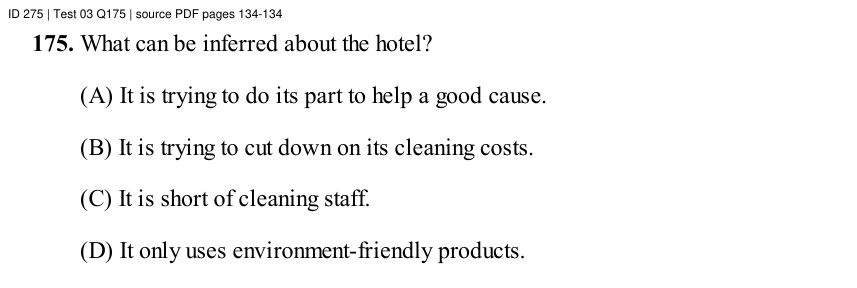 ID 275 | Test 03 Q175 | source PDF pages 134-134
175. What can be inferred about the hotel?
(A) It is trying to do its part to help a good cause.
(B) It is trying to cut down on its cleaning costs.
(C) It is short of cleaning staff.
(D) It only uses environment-friendly products.